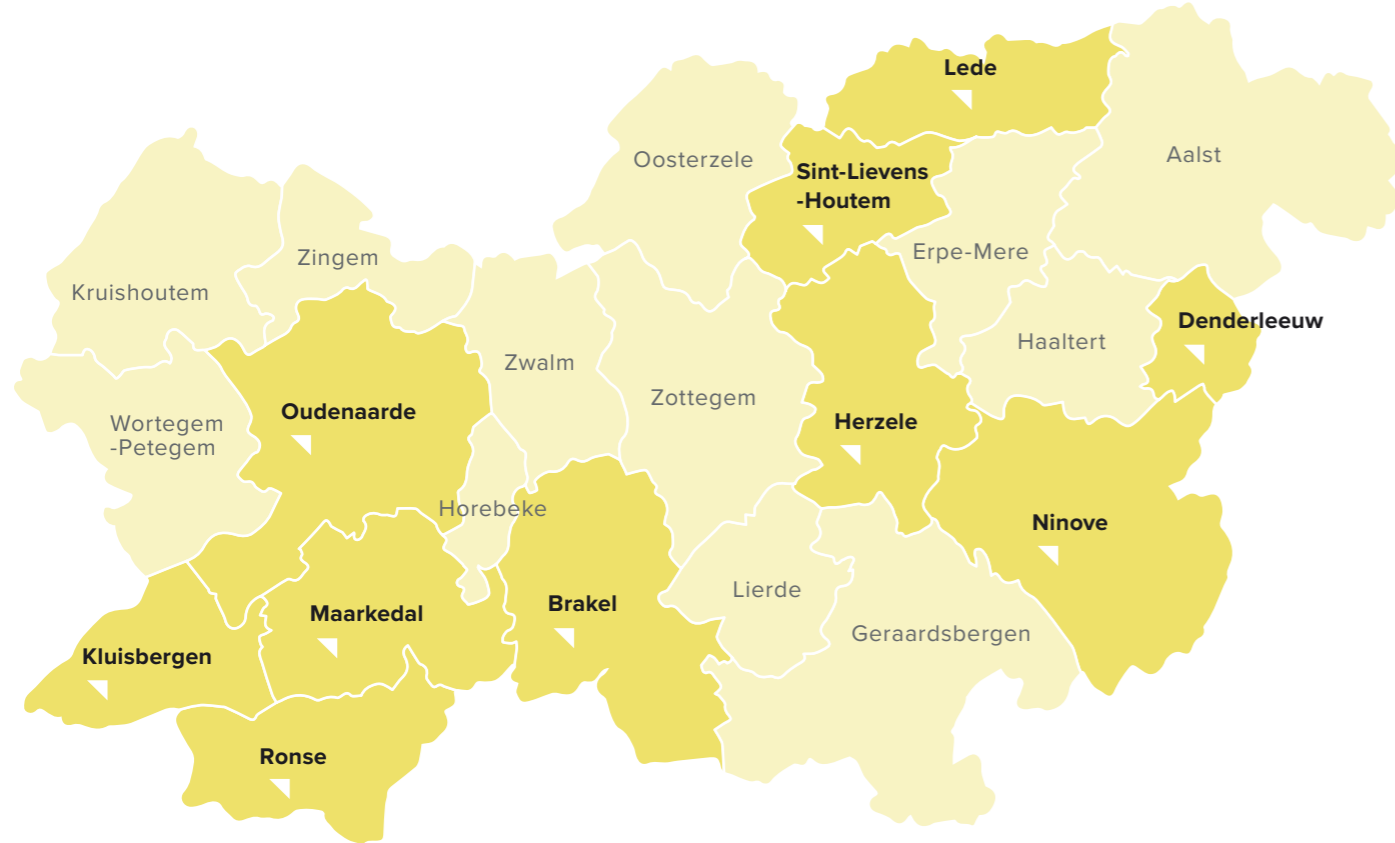 Lede
Oosterzele
Aalst
Sint-Lievens
-Houtem
Zingem
Erpe-Mere
Kruishoutem
Denderleeuw
Haaltert
Zwalm
Zottegem
Oudenaarde
Wortegem
-Petegem
Herzele
Horebeke
Ninove
Lierde
Brakel
Maarkedal
Geraardsbergen
Kluisbergen
Ronse